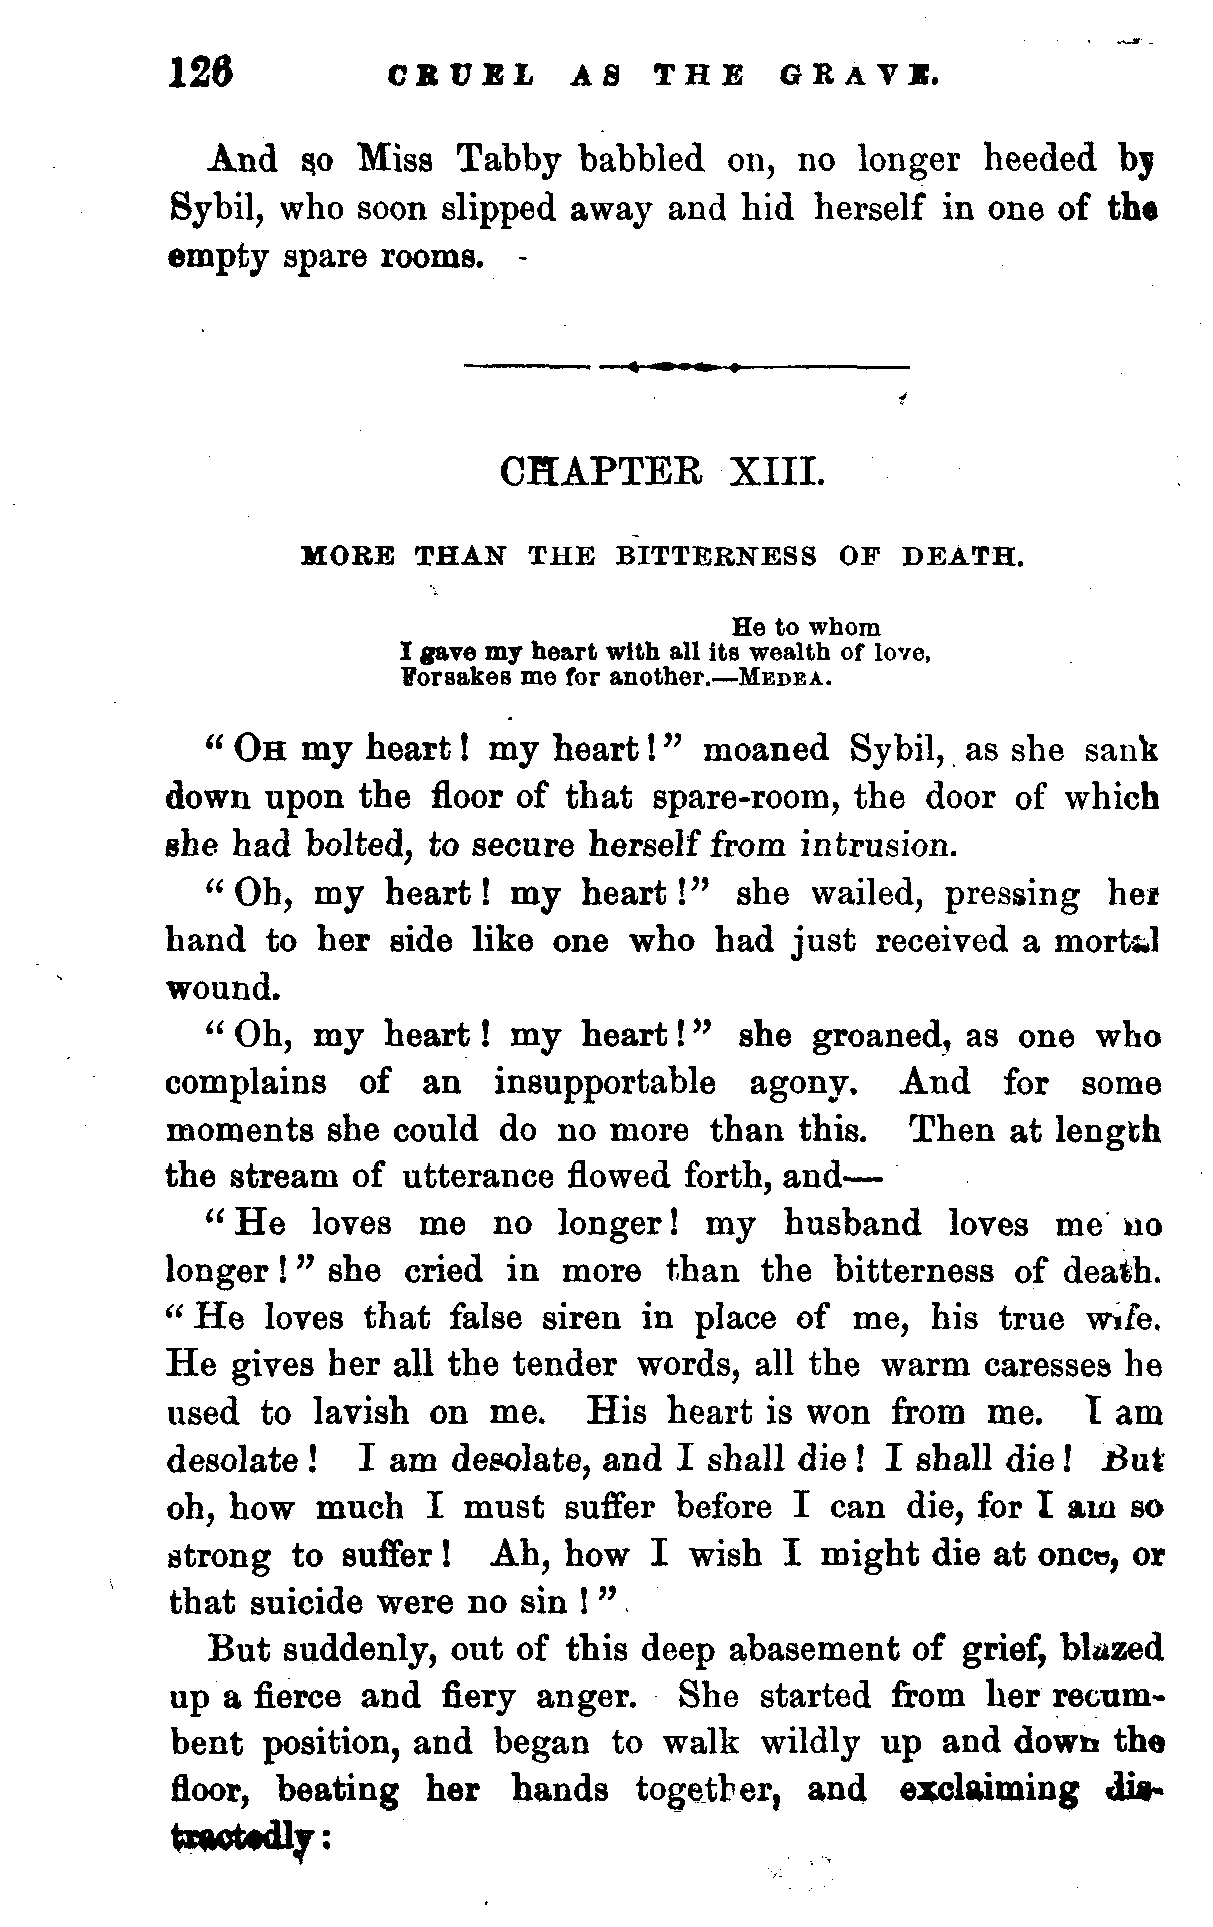 126 CRUEL AS THE GRAVE.
And so Miss Tabby babbled on, no longer heeded by
Sybil, who soon slipped away and hid herself in one of the
empty spare rooms.
CHAPTER XIII.
MORE THAN THE BITTERNESS OF DEATH.
He to whom
I gave my heart with all its wealth of love,
Forsakes me for another.—MEDEA.
"OH my heart! my heart!" moaned Sybil, as she sank
down upon the floor of that spare-room, the door of which
she had bolted, to secure herself from intrusion.
"Oh, my heart! my heart!" she wailed, pressing her
hand to her side like one who had just received a mortal
wound.
"Oh, my heart! my heart!" she groaned, as one who
complains of an insupportable agony. And for some
moments she could do no more than this. Then at length
the stream of utterance flowed forth, and—
"He loves me no longer! my husband loves me no
longer!" she cried in more than the bitterness of death.
"He loves that false siren in place of me, his true wife.
He gives her all the tender words, all the warm caresses he
used to lavish on me. His heart is won from me. I am
desolate! I am desolate, and I shall die! I shall die! But
oh, how much I must suffer before I can die, for I am so
strong to suffer! Ah, how I wish I might die at once, or
that suicide were no sin!"
But suddenly, out of this deep abasement of grief, blazed
up a fierce and fiery anger. She started from her recum-
bent position, and began to walk wildly up and down the
floor, beating her hands together, and exclaiming dis-
tractedly: